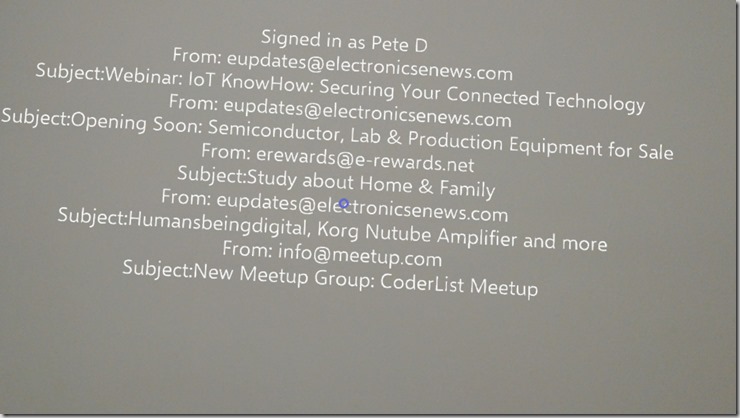 Signed in as Pete D
From: eupdates@electronicsenews.com
Subject:Webinar: IoT KnowHow: Securing Your Connected Technology
From: eupdates@electronicsenews.com
Subject:Opening Soon: Semiconductor, Lab & Production Equipment for Sale
From: erewards@e-rewards.net
Subject:Study about Home & Family
From: eupdates@electronicsenews.com
Subject:Humansbeingdigital, Korg Nutube Amplifier and more
From: info@meetup.com
Subject:New Meetup Group: CoderList Meetup